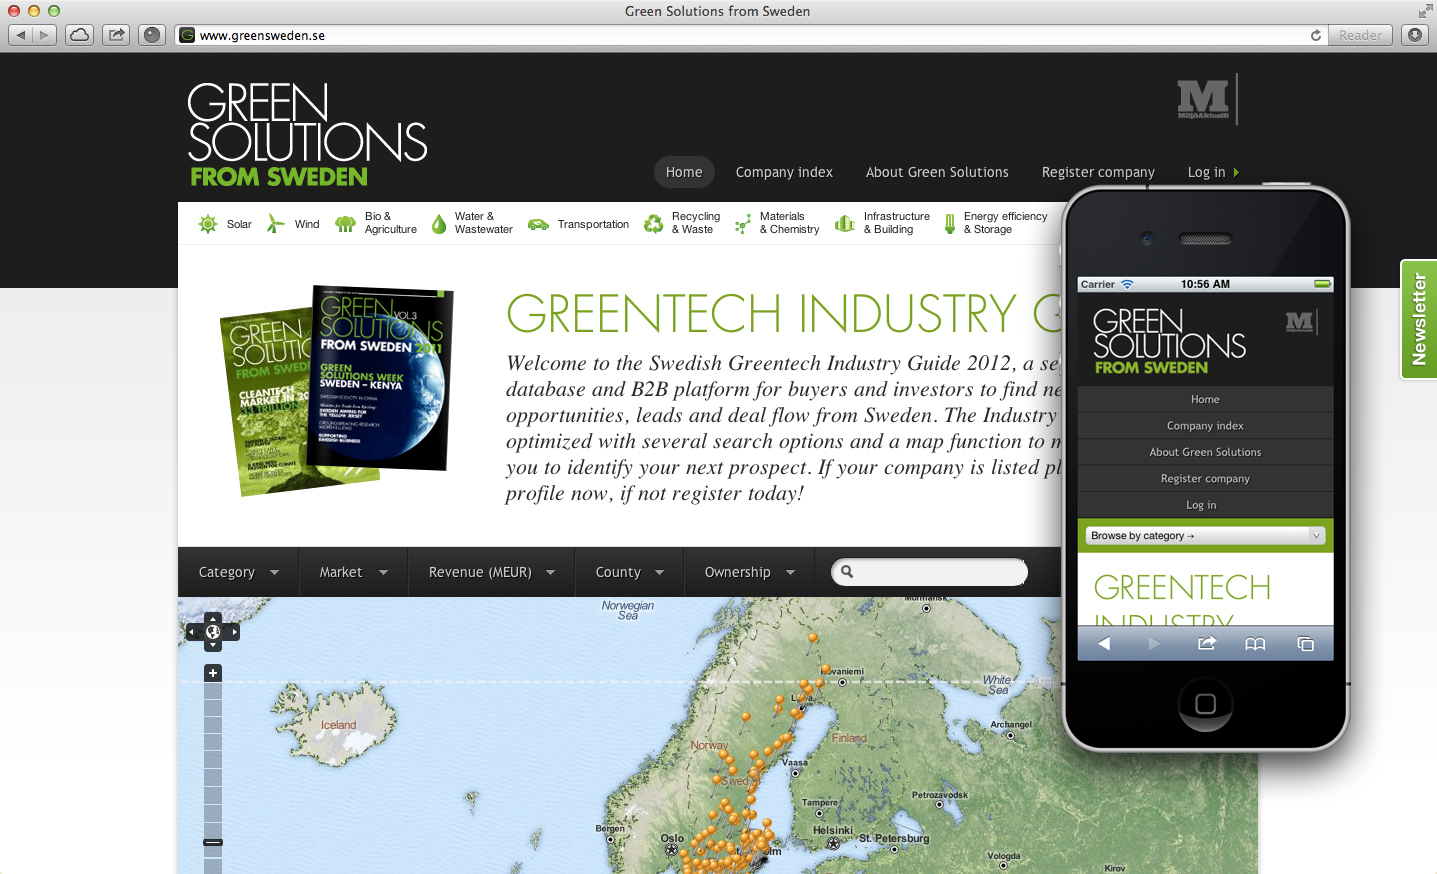 Green Solutions from Sweden
www.greensweden.se
Reader
GREEN
SOLUTIONS
FROM SWEDEN
M
MiljöAktuellt
Home
Company index
About Green Solutions
Register company
Log in
Solar
Wind
Bio &
Agriculture
Water &
Wastewater
Transportation
Recycling
& Waste
Materials
& Chemistry
Infrastructure
& Building
Energy efficiency
& Storage
Newsletter
GREEN
SOLUTIONS
CLEANTECH
GREEN
VOL.3
SOLUTIONS
FROM SWEDEN 2011
GREEN
SOLUTIONS WEEK
SWEDEN – KENYA
SUPPORTING
SWEDISH BUSINESS
GREENTECH INDUSTRY G
Welcome to the Swedish Greentech Industry Guide 2012, a se
database and B2B platform for buyers and investors to find ne
opportunities, leads and deal flow from Sweden. The Industry
optimized with several search options and a map function to m
you to identify your next prospect. If your company is listed pl
profile now, if not register today!
Category
Market
Revenue (MEUR)
County
Ownership
Norwegian
Sea
Murmansk
Rovaniemi
White
Sea
Iceland
Archangel
Norway
Finland
Vaasa
Sweden
Petrozavodsk
Tampere
Bergen
Oslo
Helsinki
St. Petersburg
Vologda
Kirov
Carrier
10:56 AM
GREEN
SOLUTIONS
FROM SWEDEN
M
Home
Company index
About Green Solutions
Register company
Log in
Browse by category →
GREENTECH
INDUSTRY